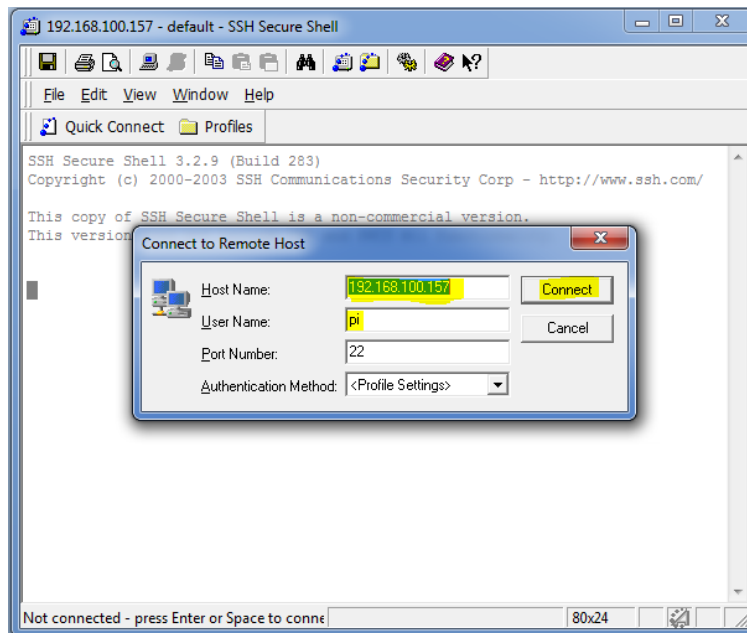 192.168.100.157 - default - SSH Secure Shell
File Edit View Window Help
Quick Connect Profiles
SSH Secure Shell 3.2.9 (Build 283)
Copyright (c) 2000-2003 SSH Communications Security Corp - http://www.ssh.com/
This copy of SSH Secure Shell is a non-commercial version.
This version
Connect to Remote Host
Host Name: 192.168.100.157 Connect
User Name: pi Cancel
Port Number: 22
Authentication Method: <Profile Settings>
Not connected - press Enter or Space to conne 80x24